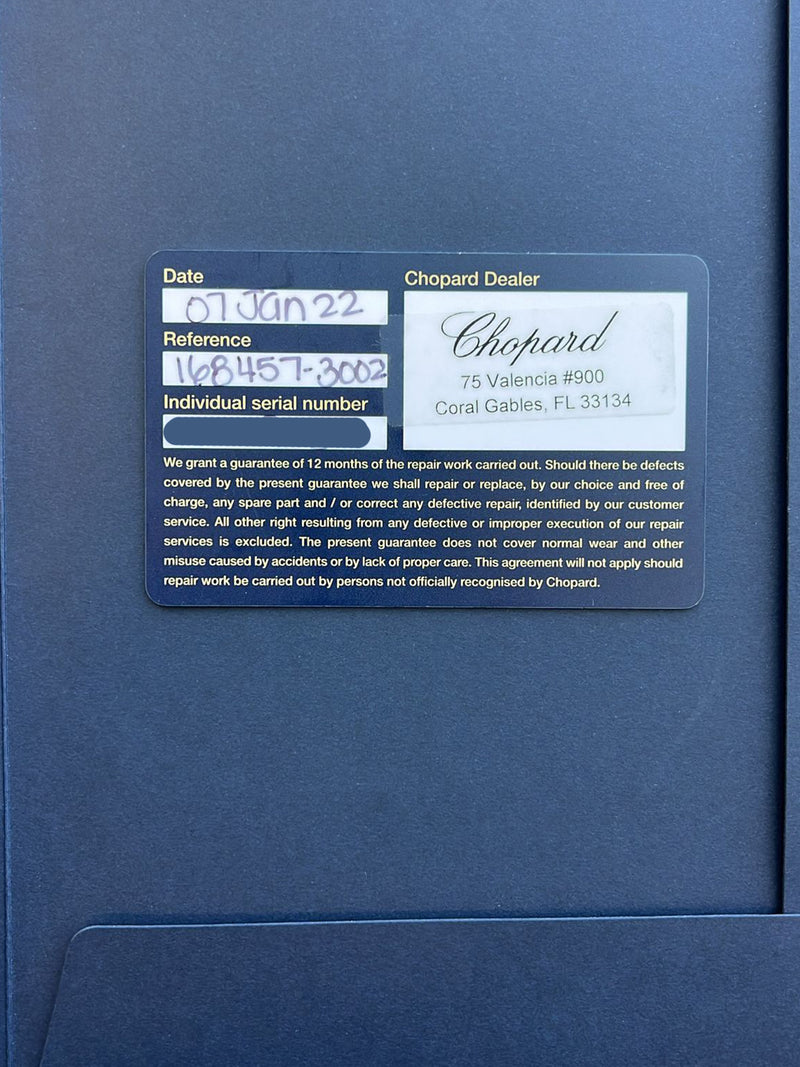 Date
07 Jan 22
Reference
168457-3002
Individual serial number
Chopard Dealer
Chopard
75 Valencia #900
Coral Gables, FL 33134
We grant a guarantee of 12 months of the repair work carried out. Should there be defects
covered by the present guarantee we shall repair or replace, by our choice and free of
charge, any spare part and / or correct any defective repair, identified by our customer
service. All other right resulting from any defective or improper execution of our repair
services is excluded. The present guarantee does not cover normal wear and other
misuse caused by accidents or by lack of proper care. This agreement will not apply should
repair work be carried out by persons not officially recognised by Chopard.